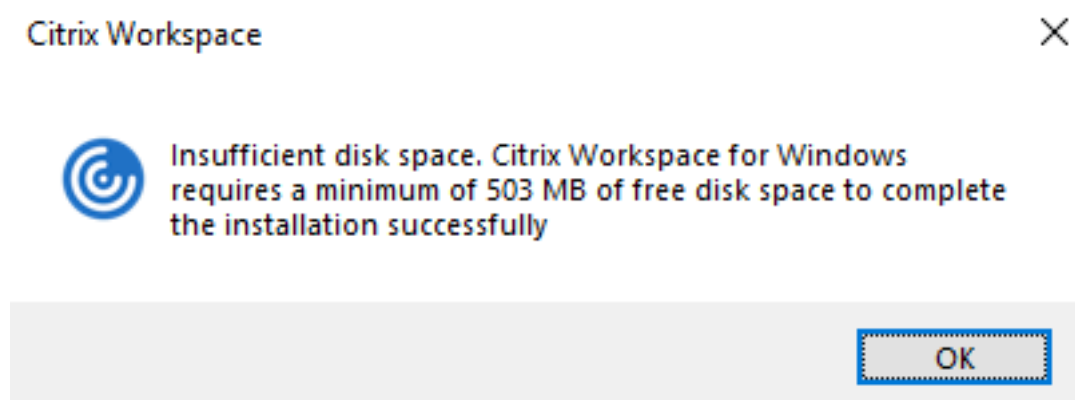 Citrix Workspace
Insufficient disk space. Citrix Workspace for Windows
requires a minimum of 503 MB of free disk space to complete
the installation successfully
OK